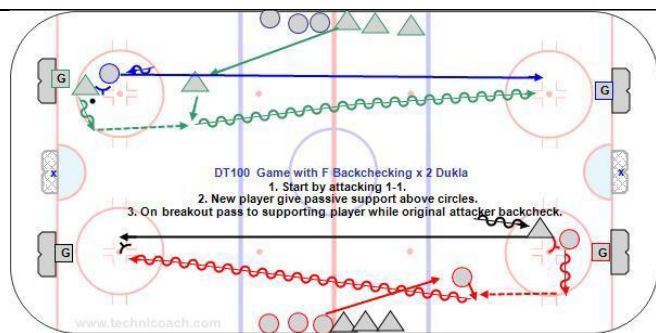 G
G
x
x
DT100 Game with F Backchecking x 2 Dukla
1. Start by attacking 1-1.
2. New player give passive support above circles.
3. On breakout pass to supporting player while original attacker backcheck.
G
G
www.technicoach.com